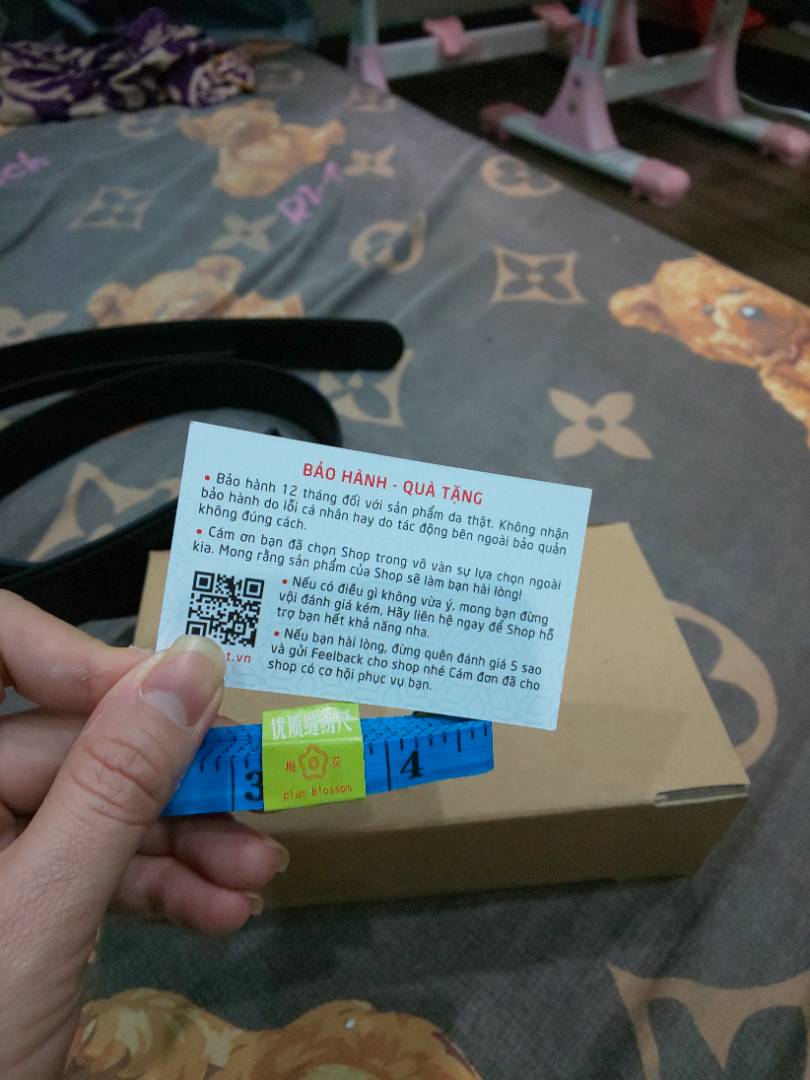 BẢO HÀNH - QUÀ TẶNG
• Bảo hành 12 tháng đối với sản phẩm da thật. Không nhận
bảo hành do lỗi cá nhân hay do tác động bên ngoài bảo quản
không đúng cách.
• Cám ơn bạn đã chọn Shop trong vô vàn sự lựa chọn ngoài
kia. Mong rằng sản phẩm của Shop sẽ làm bạn hài lòng!
• Nếu có điều gì không vừa ý, mong bạn đừng
vội đánh giá kém, Hãy liên hệ ngay để Shop hỗ
trợ bạn hết khả năng nha.
• Nếu bạn hài lòng, đừng quên đánh giá 5 sao
và gửi Feelback cho shop nhé Cám đơn đã cho
shop có cơ hội phục vụ bạn.
t.vn
优质缝纫尺
梅 花
plum blossom
3
4